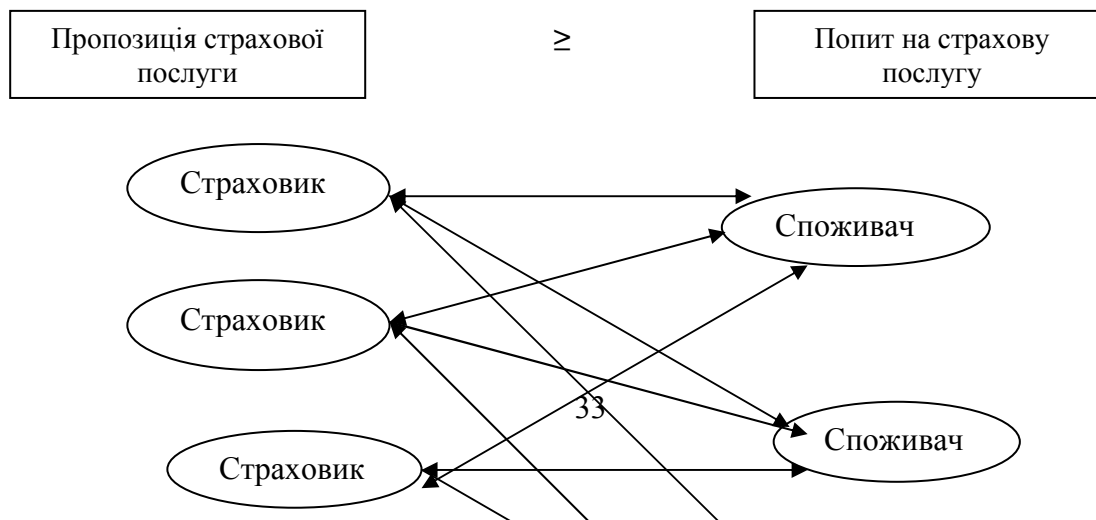 Пропозиція страхової
послуги
≥
Попит на страхову
послугу
Страховик
Споживач
Страховик
33
Споживач
Страховик